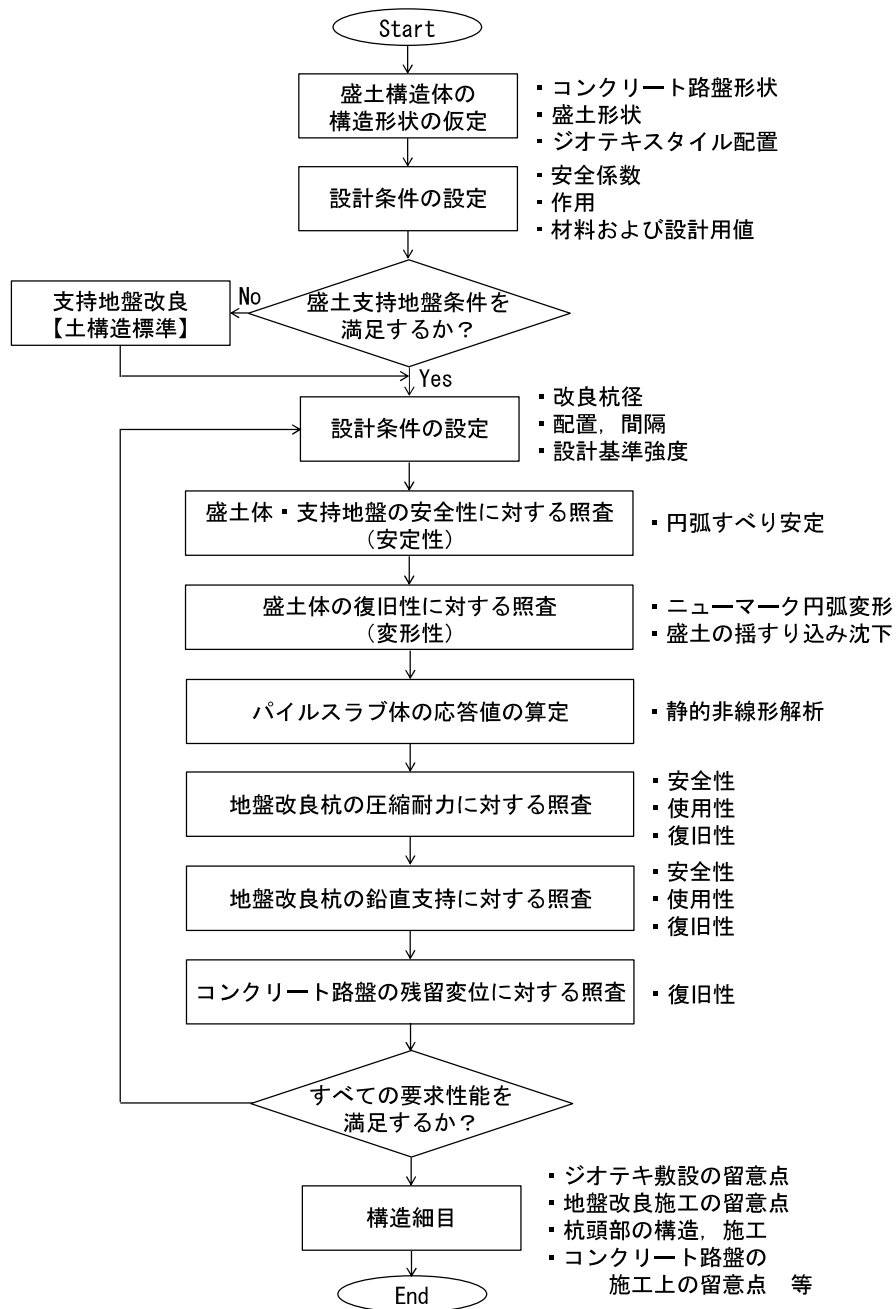 Start
盛土構造体の
構造形状の仮定
▪コンクリート路盤形状
▪盛土形状
▪ジオテキスタイル配置
設計条件の設定
▪安全係数
▪作用
▪材料および設計用値
盛土支持地盤条件を
満足するか？
No
支持地盤改良
【土構造標準】
Yes
設計条件の設定
▪改良杭径
▪配置，間隔
▪設計基準強度
盛土体・支持地盤の安全性に対する照査
（安定性）
▪円弧すべり安定
盛土体の復旧性に対する照査
（変形性）
▪ニューマーク円弧変形
▪盛土の揺すり込み沈下
パイルスラブ体の応答値の算定
▪静的非線形解析
地盤改良杭の圧縮耐力に対する照査
▪安全性
▪使用性
▪復旧性
地盤改良杭の鉛直支持に対する照査
▪安全性
▪使用性
▪復旧性
コンクリート路盤の残留変位に対する照査
▪復旧性
すべての要求性能を
満足するか？
構造細目
▪ジオテキ敷設の留意点
▪地盤改良施工の留意点
▪杭頭部の構造，施工
▪コンクリート路盤の
施工上の留意点　等
End